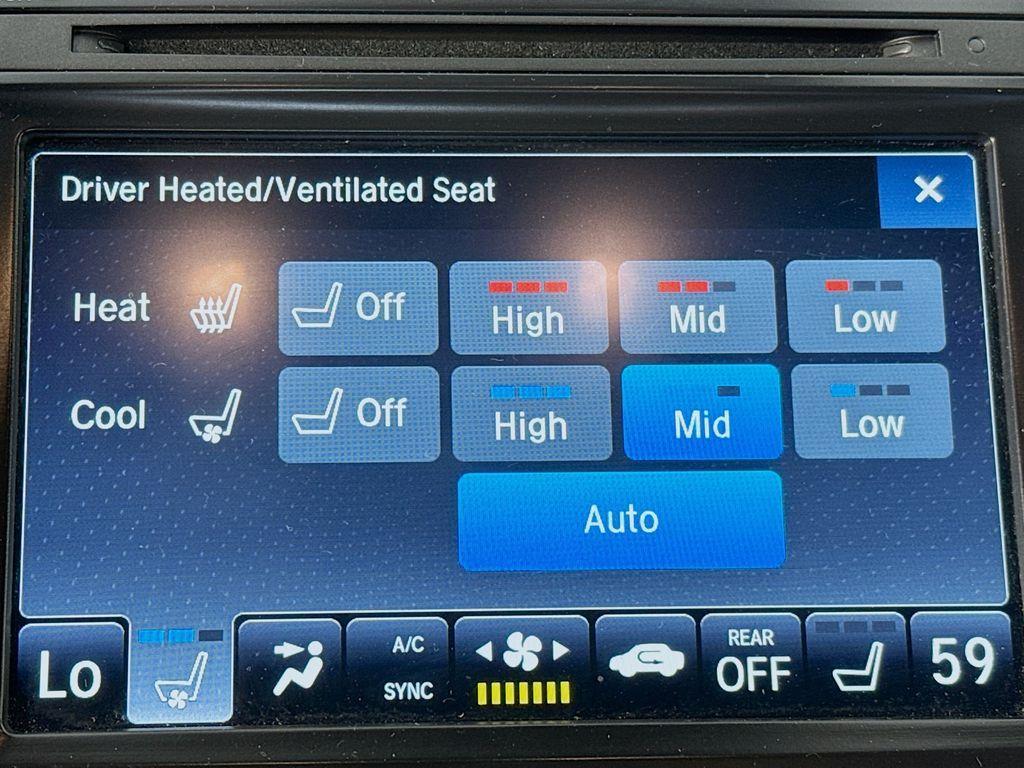 Driver Heated/Ventilated Seat
Heat Off High Mid Low
Cool Off High Mid Low
Auto
Lo A/C SYNC REAR OFF 59